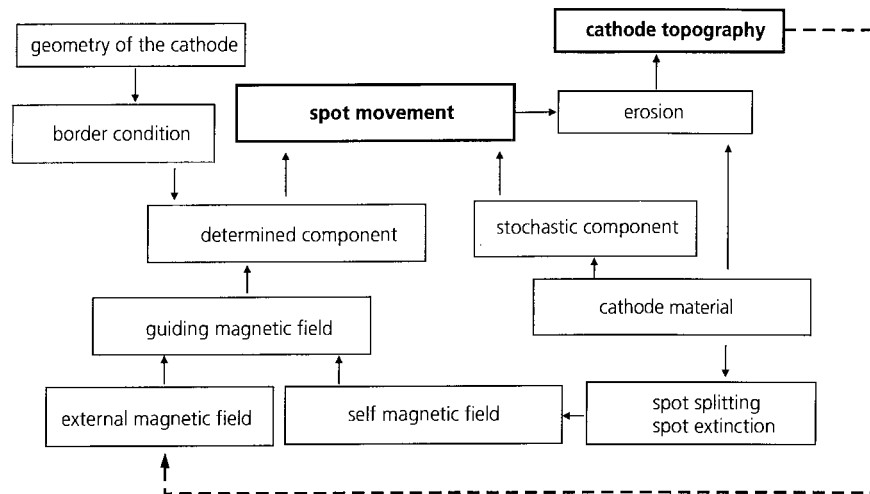 cathode topography
geometry of the cathode
spot movement
erosion
border condition
determined component
stochastic component
cathode material
guiding magnetic field
external magnetic field
self magnetic field
spot splitting
spot extinction